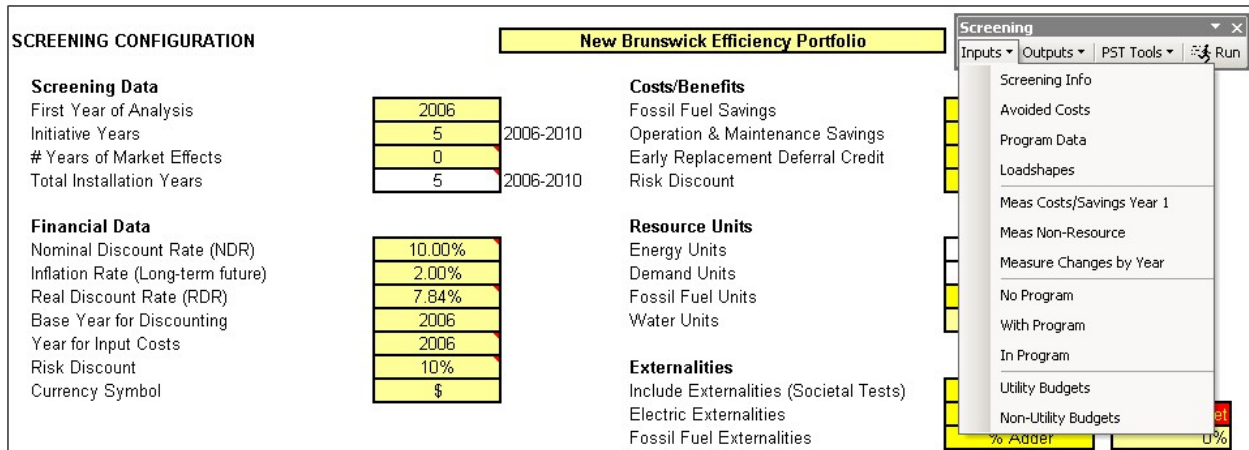 SCREENING CONFIGURATION
New Brunswick Efficiency Portfolio
Screening
Inputs Outputs PST Tools Run
Screening Info
Avoided Costs
Program Data
Loadshapes
Meas Costs/Savings Year 1
Meas Non-Resource
Measure Changes by Year
No Program
With Program
In Program
Utility Budgets
Non-Utility Budgets
Screening Data
First Year of Analysis 2006
Initiative Years 5 2006-2010
# Years of Market Effects 0
Total Installation Years 5 2006-2010
Financial Data
Nominal Discount Rate (NDR) 10.00%
Inflation Rate (Long-term future) 2.00%
Real Discount Rate (RDR) 7.84%
Base Year for Discounting 2006
Year for Input Costs 2006
Risk Discount 10%
Currency Symbol $
Costs/Benefits
Fossil Fuel Savings
Operation & Maintenance Savings
Early Replacement Deferral Credit
Risk Discount
Resource Units
Energy Units
Demand Units
Fossil Fuel Units
Water Units
Externalities
Include Externalities (Societal Tests)
Electric Externalities
Fossil Fuel Externalities % Adder 0%